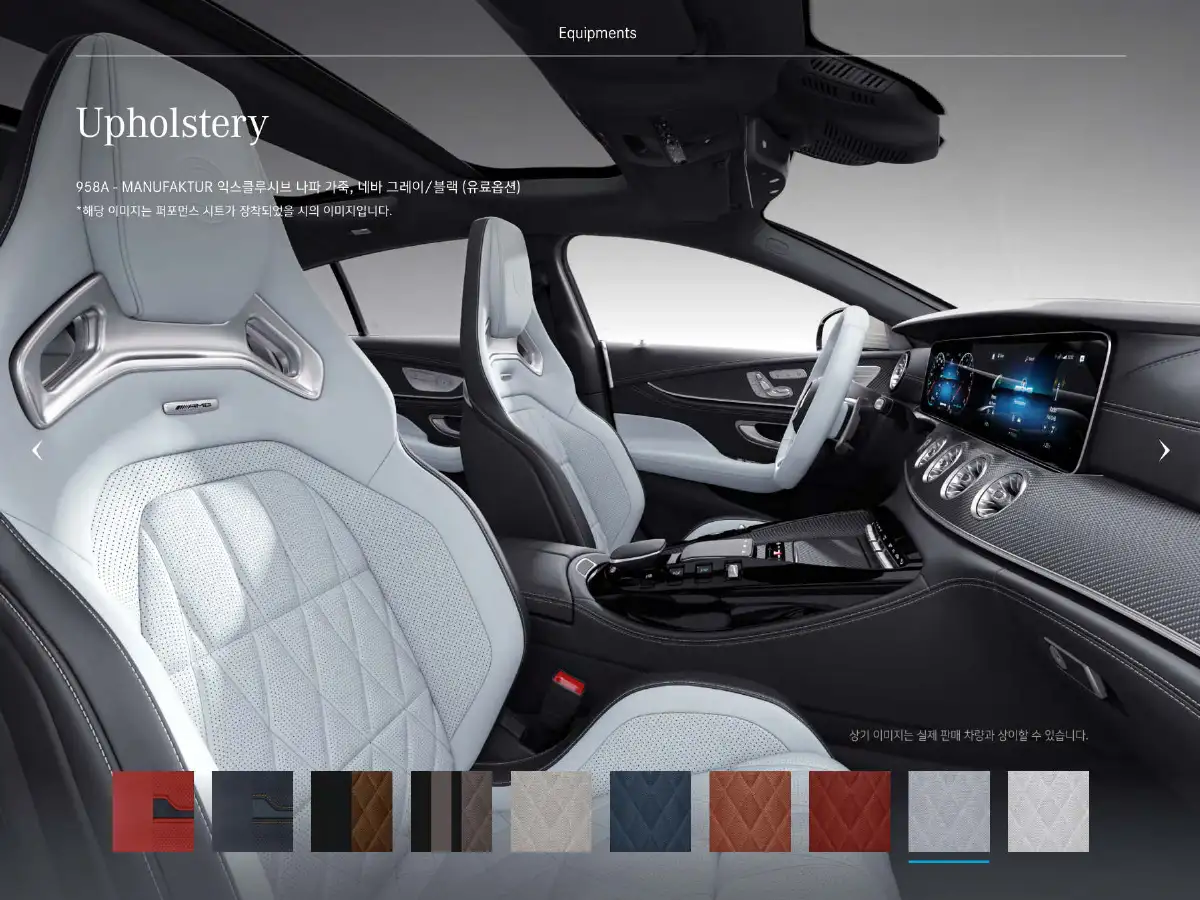 Equipments
Upholstery
958A - MANUFAKTUR 익스클루시브 나파 가죽, 네바 그레이/블랙 (유료옵션)
*해당 이미지는 퍼포먼스 시트가 장착되었을 시의 이미지입니다.
AMG
상기 이미지는 실제 판매 차량과 상이할 수 있습니다.